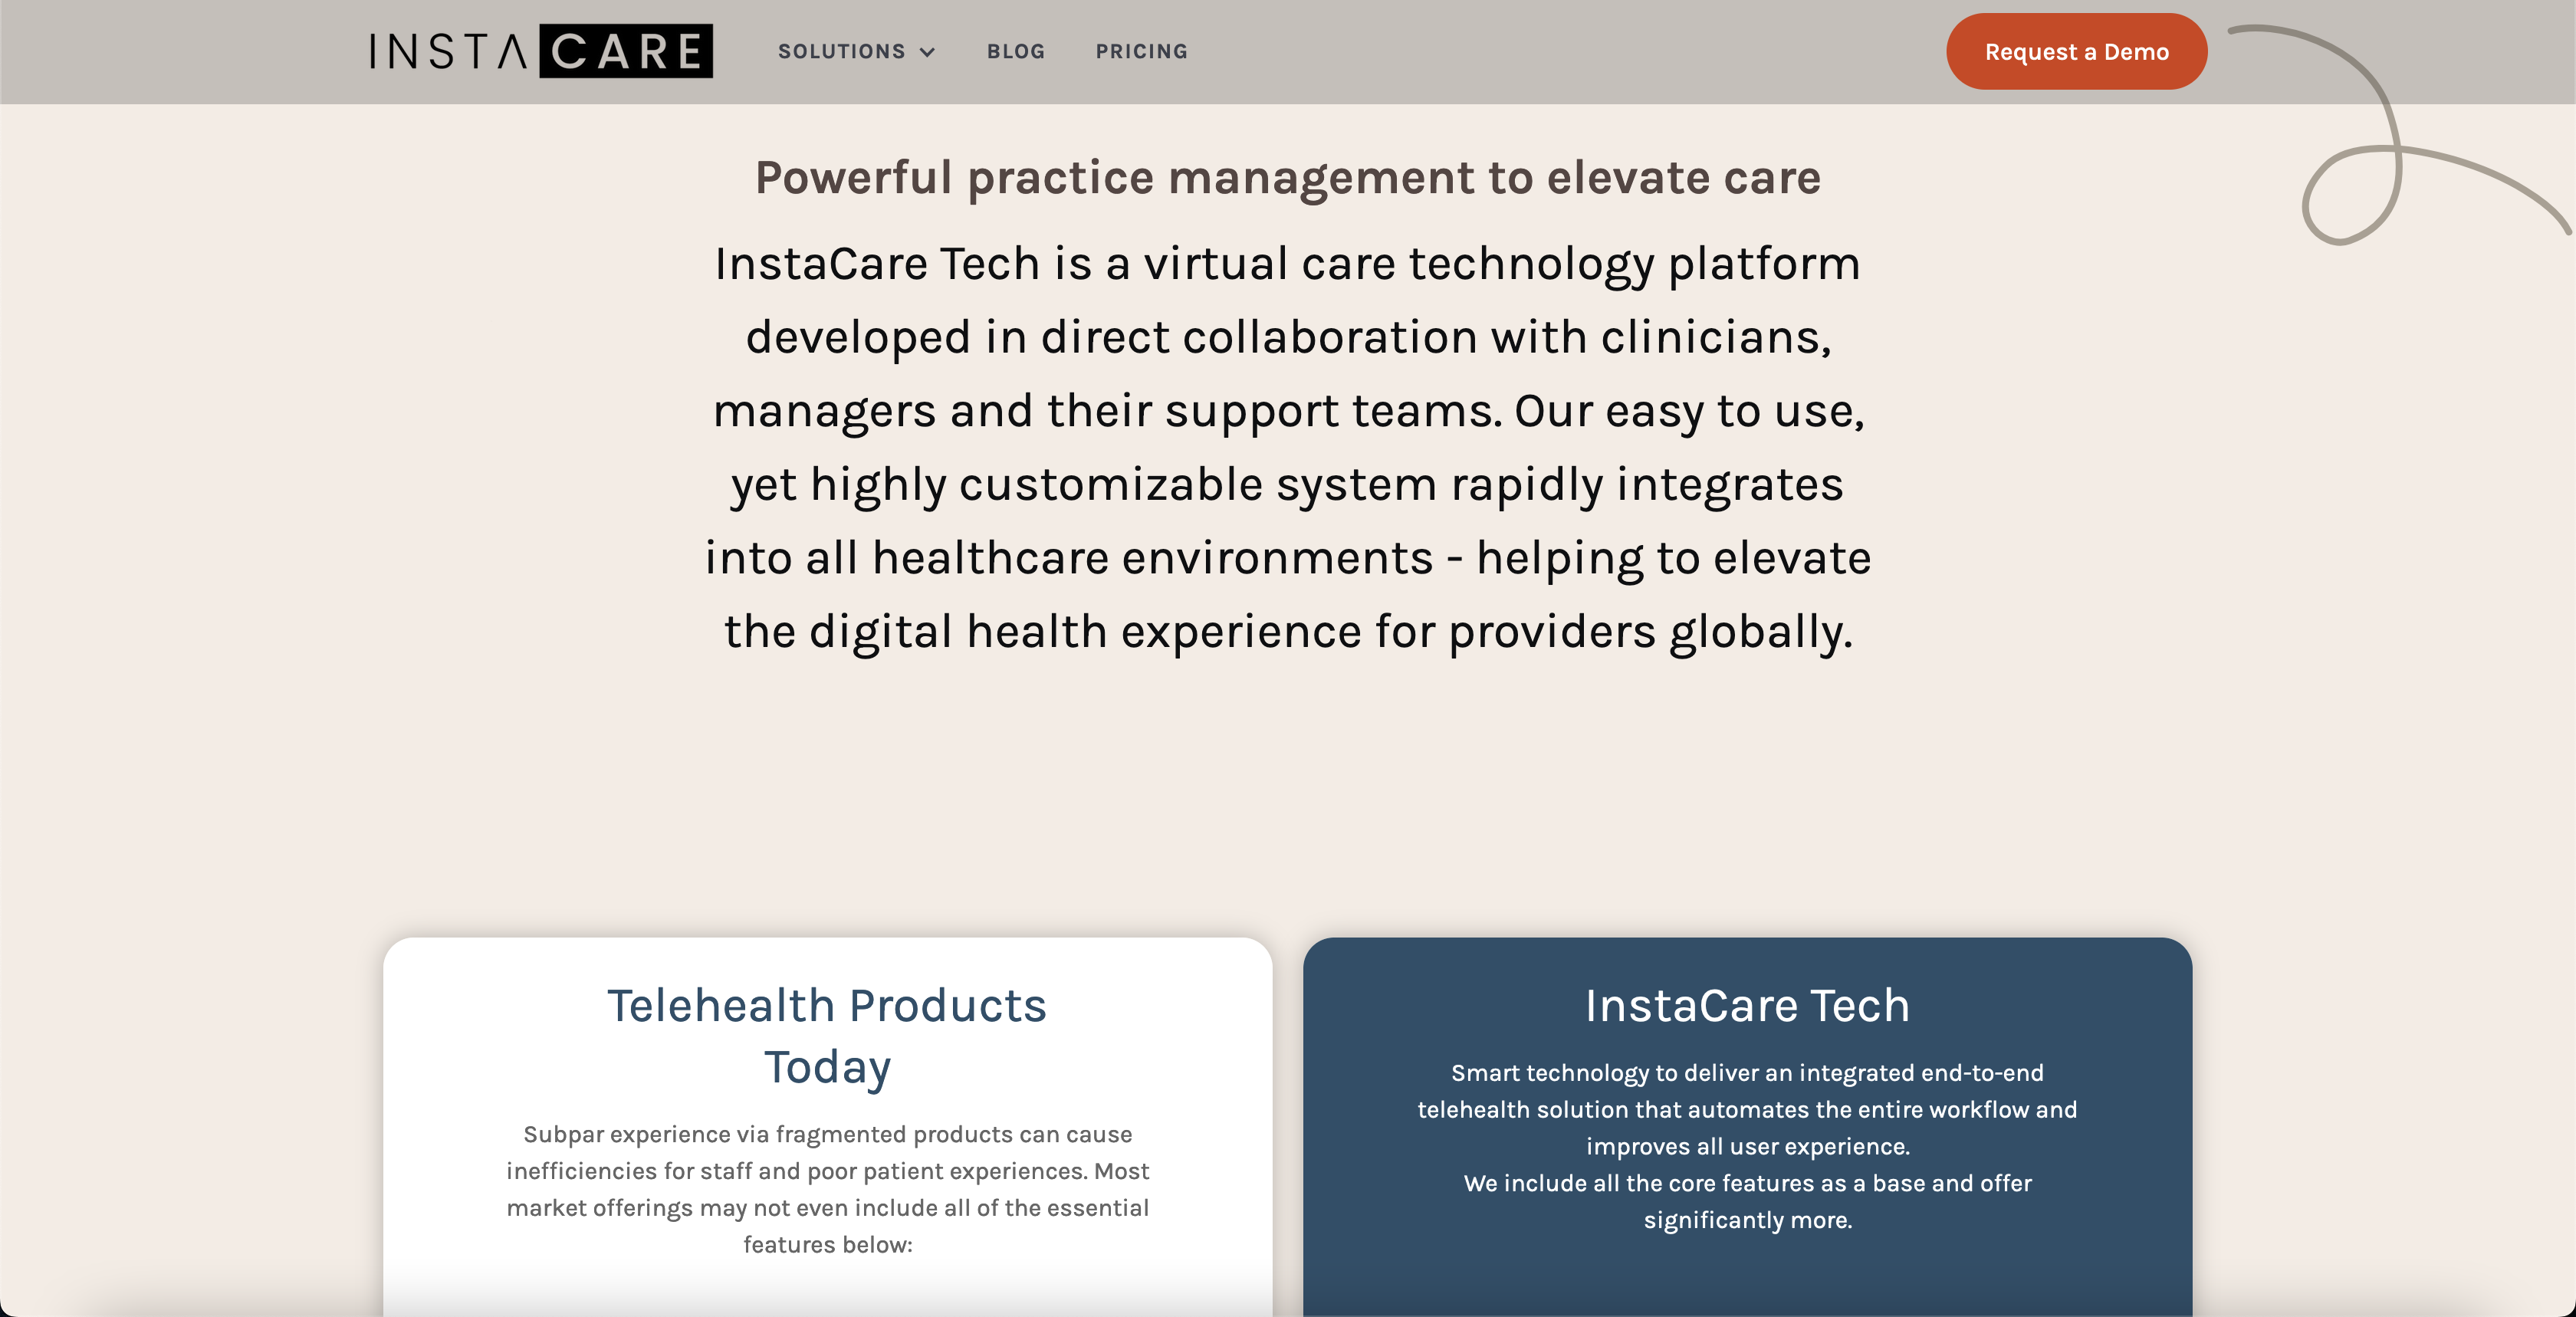 INSTACARE
SOLUTIONS
BLOG
PRICING
Request a Demo
Powerful practice management to elevate care
InstaCare Tech is a virtual care technology platform
developed in direct collaboration with clinicians,
managers and their support teams. Our easy to use,
yet highly customizable system rapidly integrates
into all healthcare environments - helping to elevate
the digital health experience for providers globally.
Telehealth Products
Today
Subpar experience via fragmented products can cause
inefficiencies for staff and poor patient experiences. Most
market offerings may not even include all of the essential
features below:
InstaCare Tech
Smart technology to deliver an integrated end-to-end
telehealth solution that automates the entire workflow and
improves all user experience.
We include all the core features as a base and offer
significantly more.